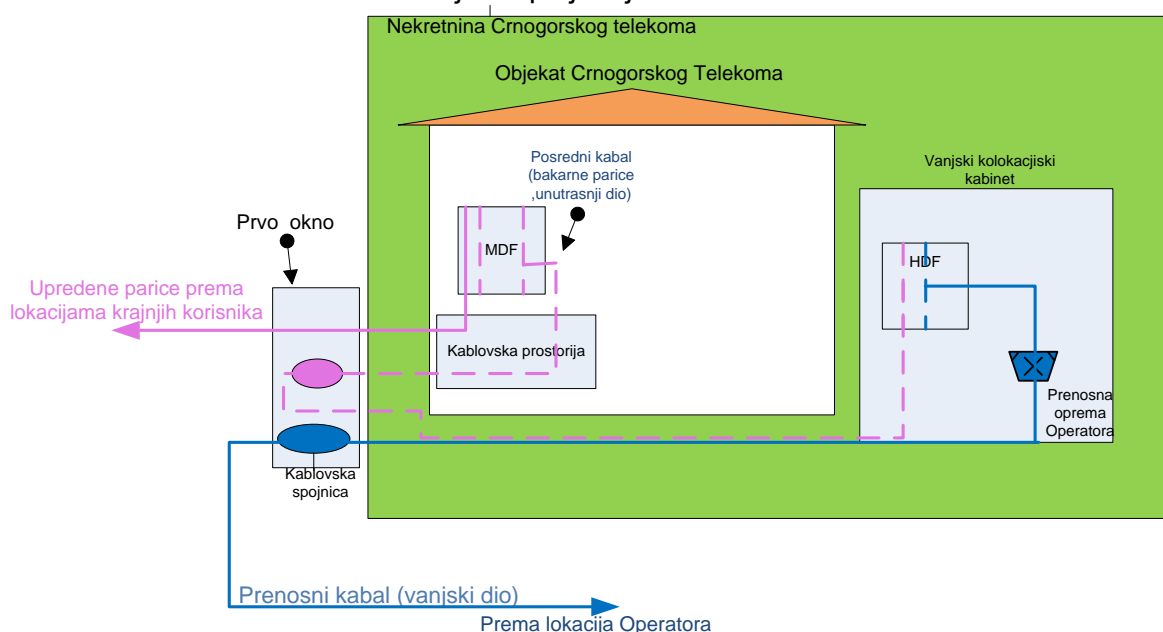 Nekretnina Crnogorskog telekoma
Objekat Crnogorskog Telekoma
Posredni kabal
(bakarne parice
,unutrasnji dio)
Vanjski kolokacjiski
kabinet
Prvo okno
MDF
HDF
Upredene parice prema
lokacijama krajnjih korisnika
Kablovska prostorija
Prenosna
oprema
Operatora
Kablovska
spojnica
Prenosni kabal (vanjski dio)
Prema lokacija Operatora